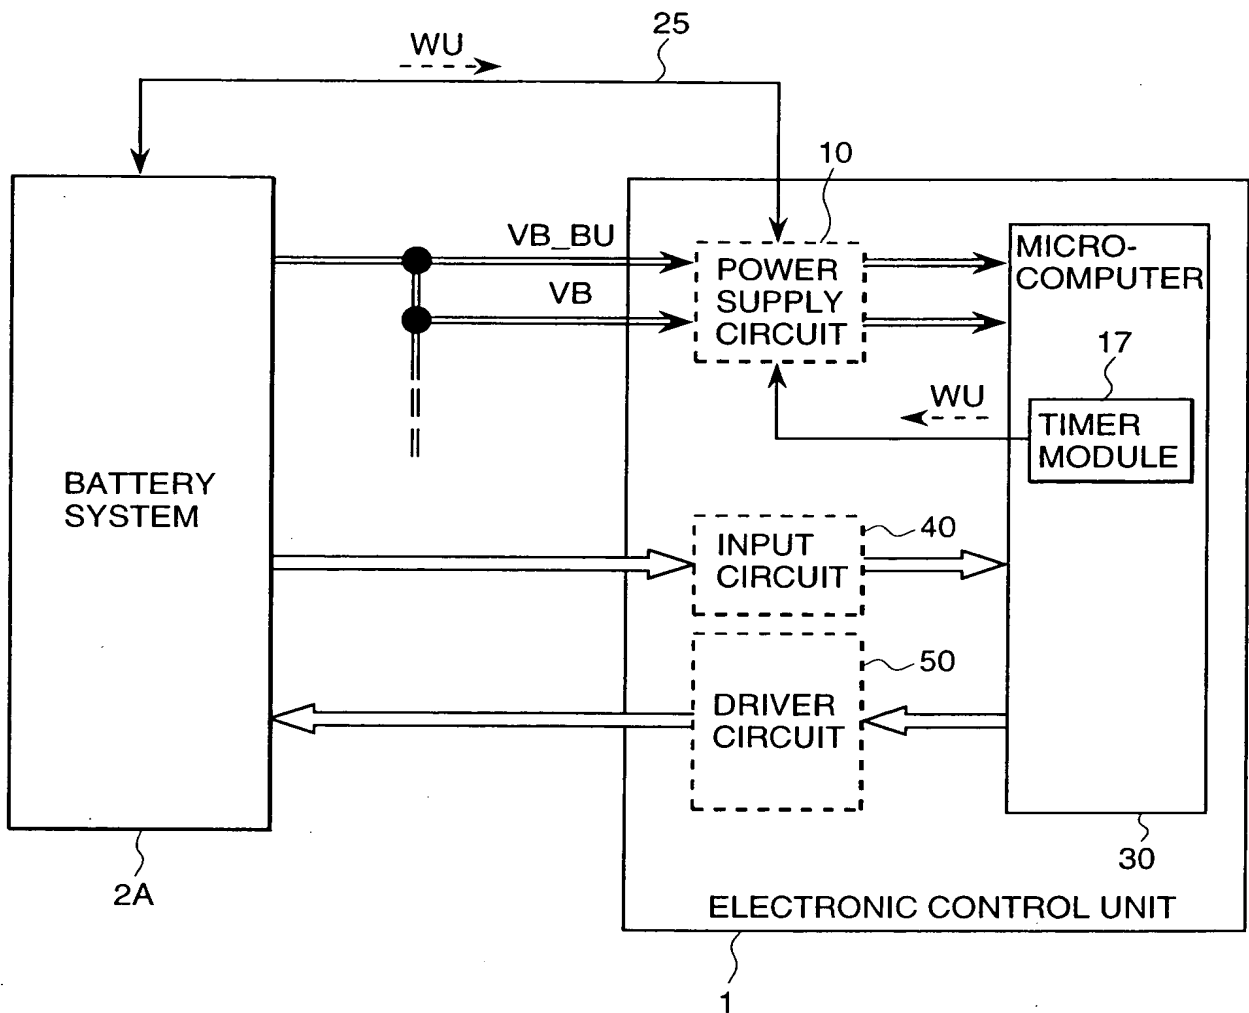 25
WU
10
VB_BU
VB
POWER
SUPPLY
CIRCUIT
MICRO-
COMPUTER
17
WU
TIMER
MODULE
BATTERY
SYSTEM
40
INPUT
CIRCUIT
50
DRIVER
CIRCUIT
30
2A
ELECTRONIC CONTROL UNIT
1